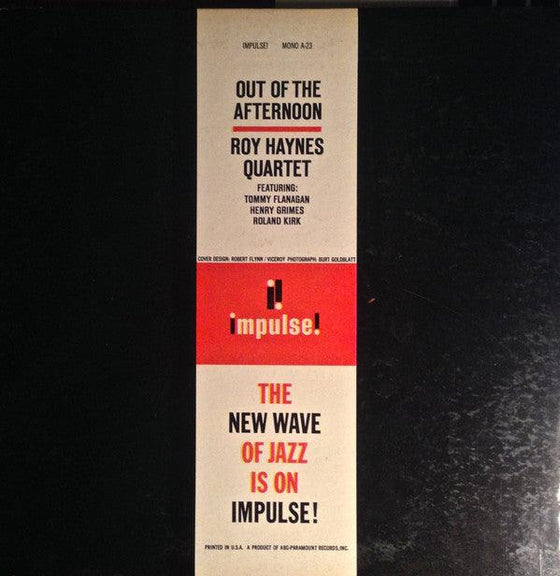 IMPULSE! MONO A-23
OUT OF THE
AFTERNOON
ROY HAYNES
QUARTET
FEATURING:
TOMMY FLANAGAN
HENRY GRIMES
ROLAND KIRK
COVER DESIGN: ROBERT FLYNN / VICEROY PHOTOGRAPH: BURT GOLDBLATT
i!
impulse!
THE
NEW WAVE
OF JAZZ
IS ON
IMPULSE!
PRINTED IN U.S.A. A PRODUCT OF ABC-PARAMOUNT RECORDS, INC.